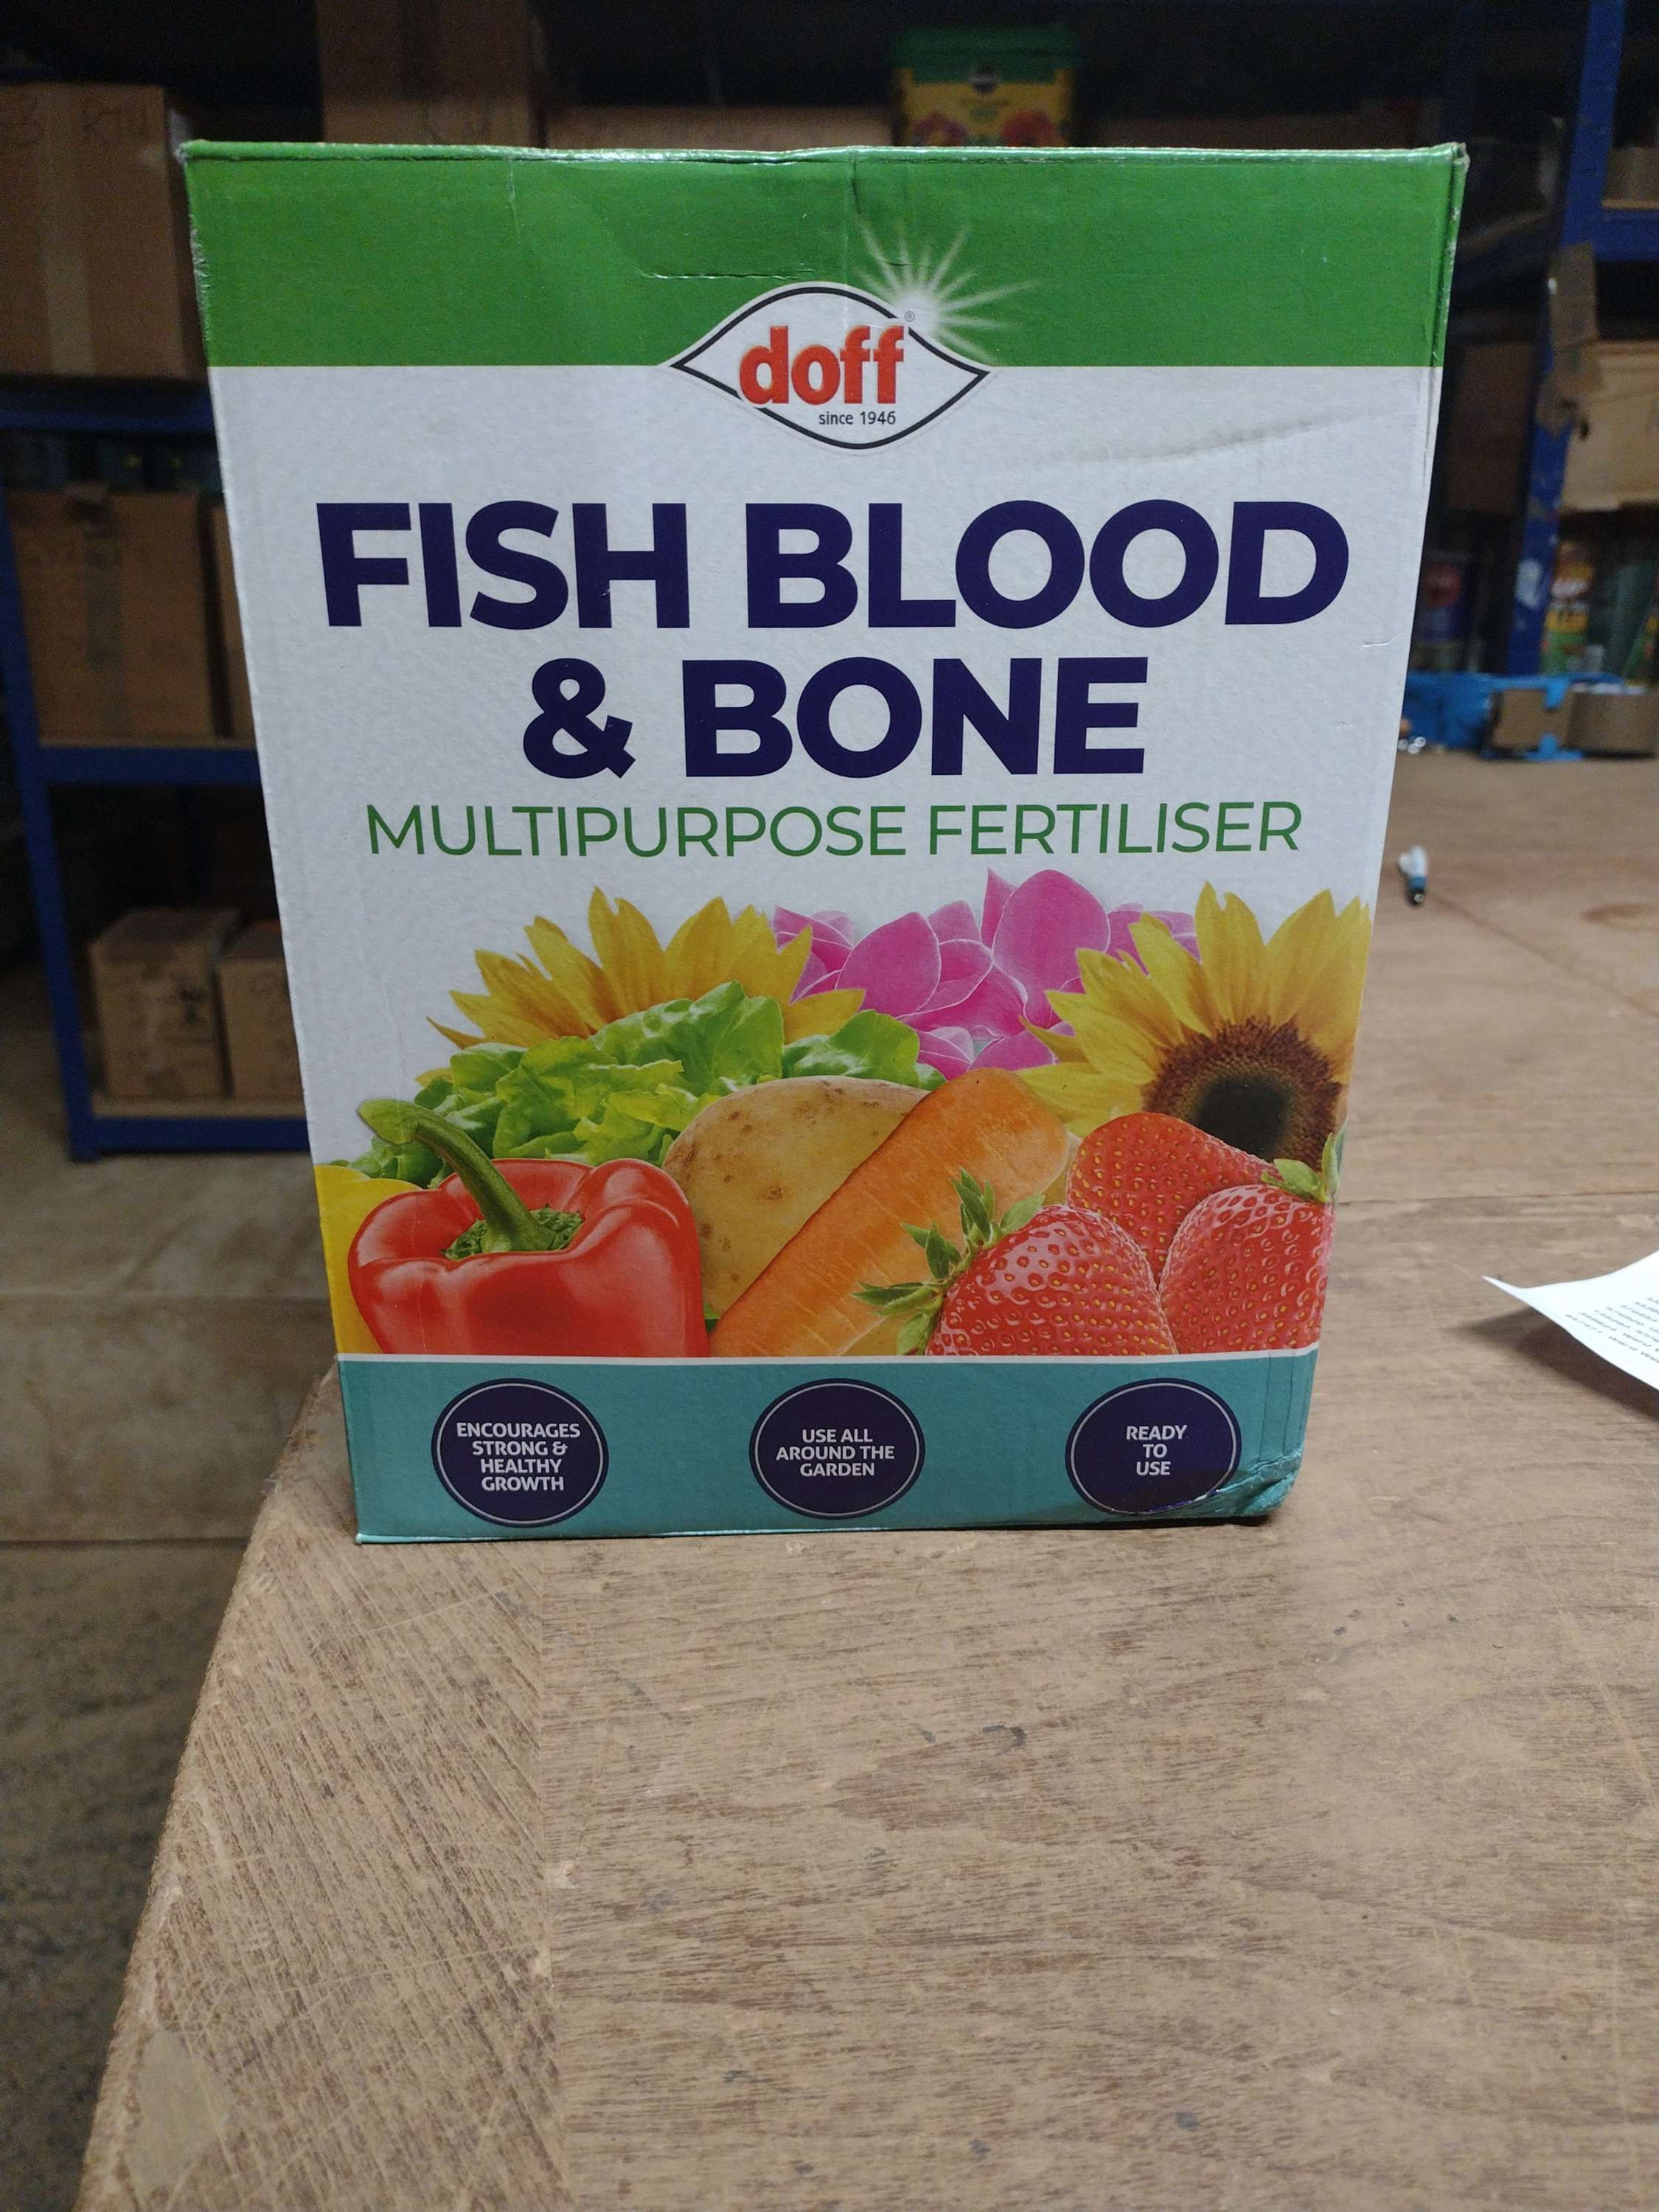 doff
®
since 1946
FISH BLOOD
& BONE
MULTIPURPOSE FERTILISER
ENCOURAGES
STRONG &
HEALTHY
GROWTH
USE ALL
AROUND THE
GARDEN
READY
TO
USE